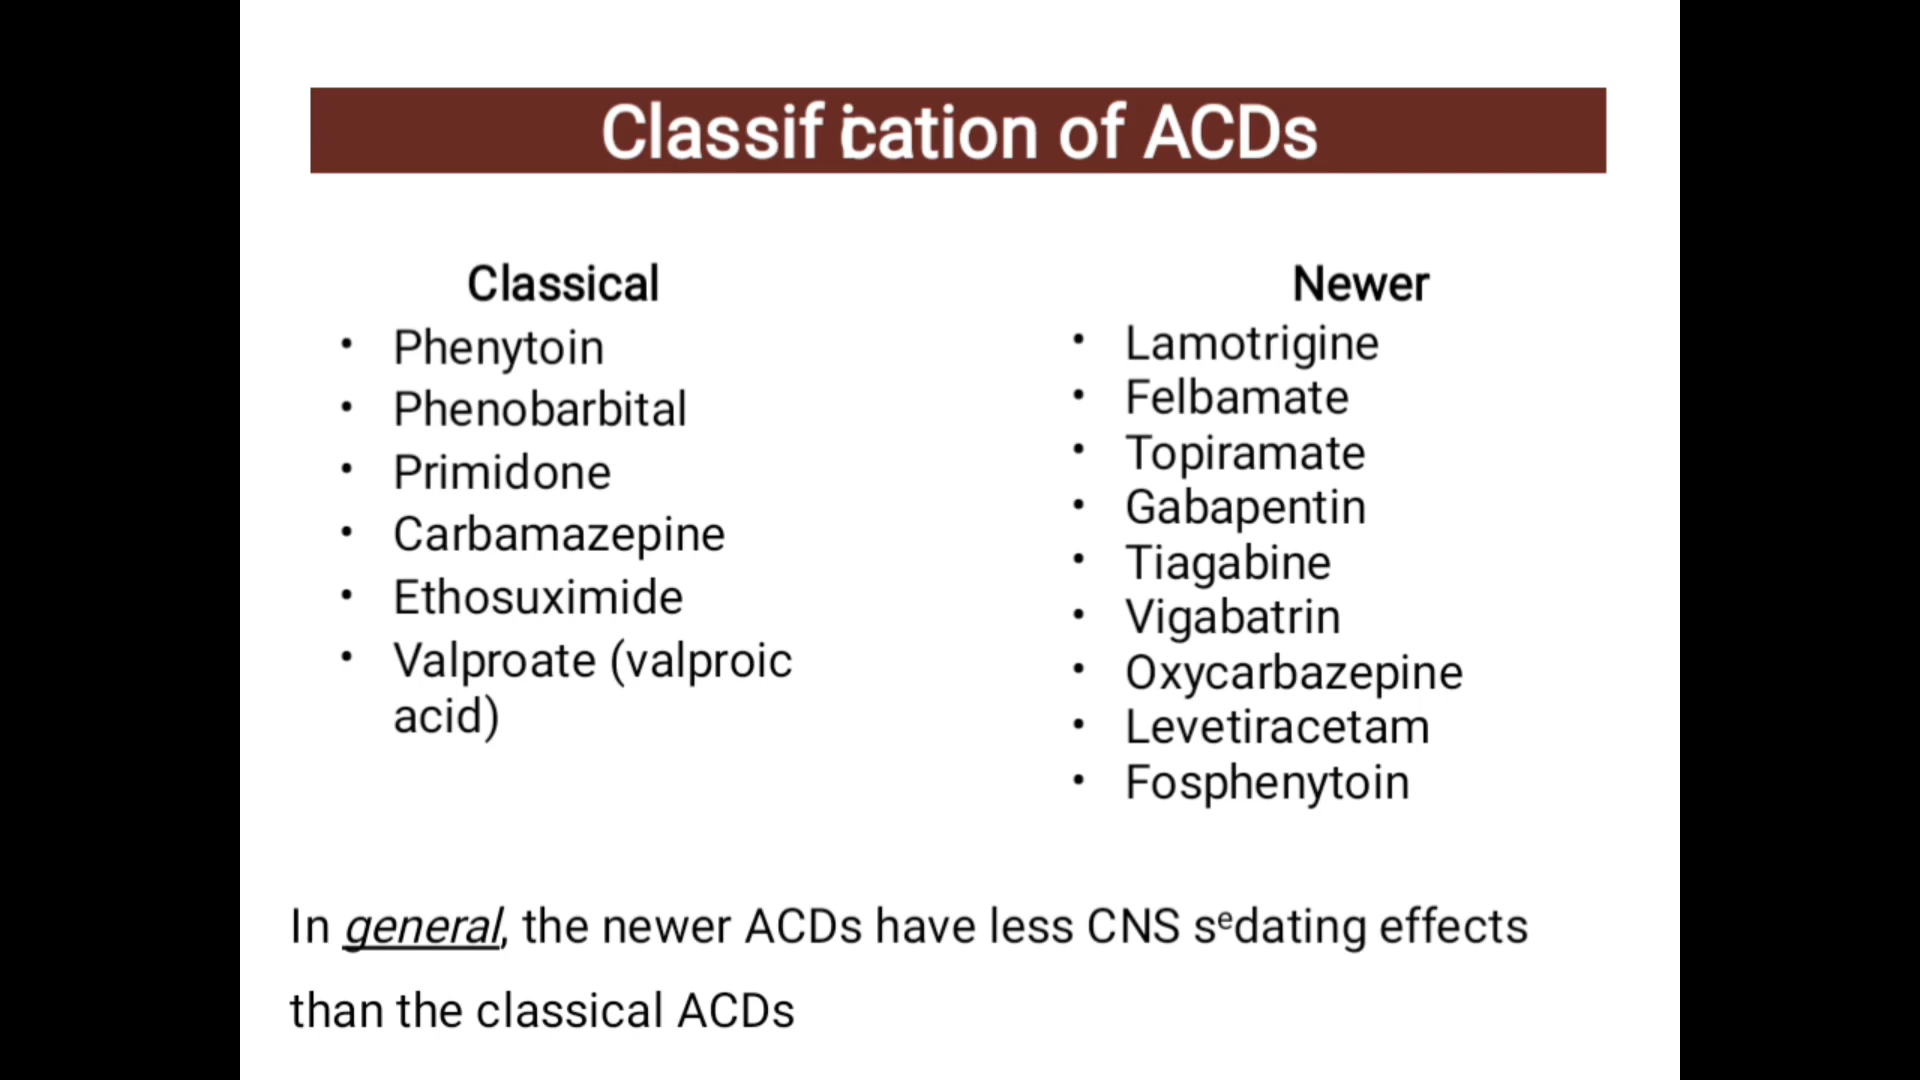 Classification of ACDs
Classical
• Phenytoin
• Phenobarbital
• Primidone
• Carbamazepine
• Ethosuximide
• Valproate (valproic
acid)
Newer
• Lamotrigine
• Felbamate
• Topiramate
• Gabapentin
• Tiagabine
• Vigabatrin
• Oxycarbazepine
• Levetiracetam
• Fosphenytoin
In general, the newer ACDs have less CNS sedating effects
than the classical ACDs